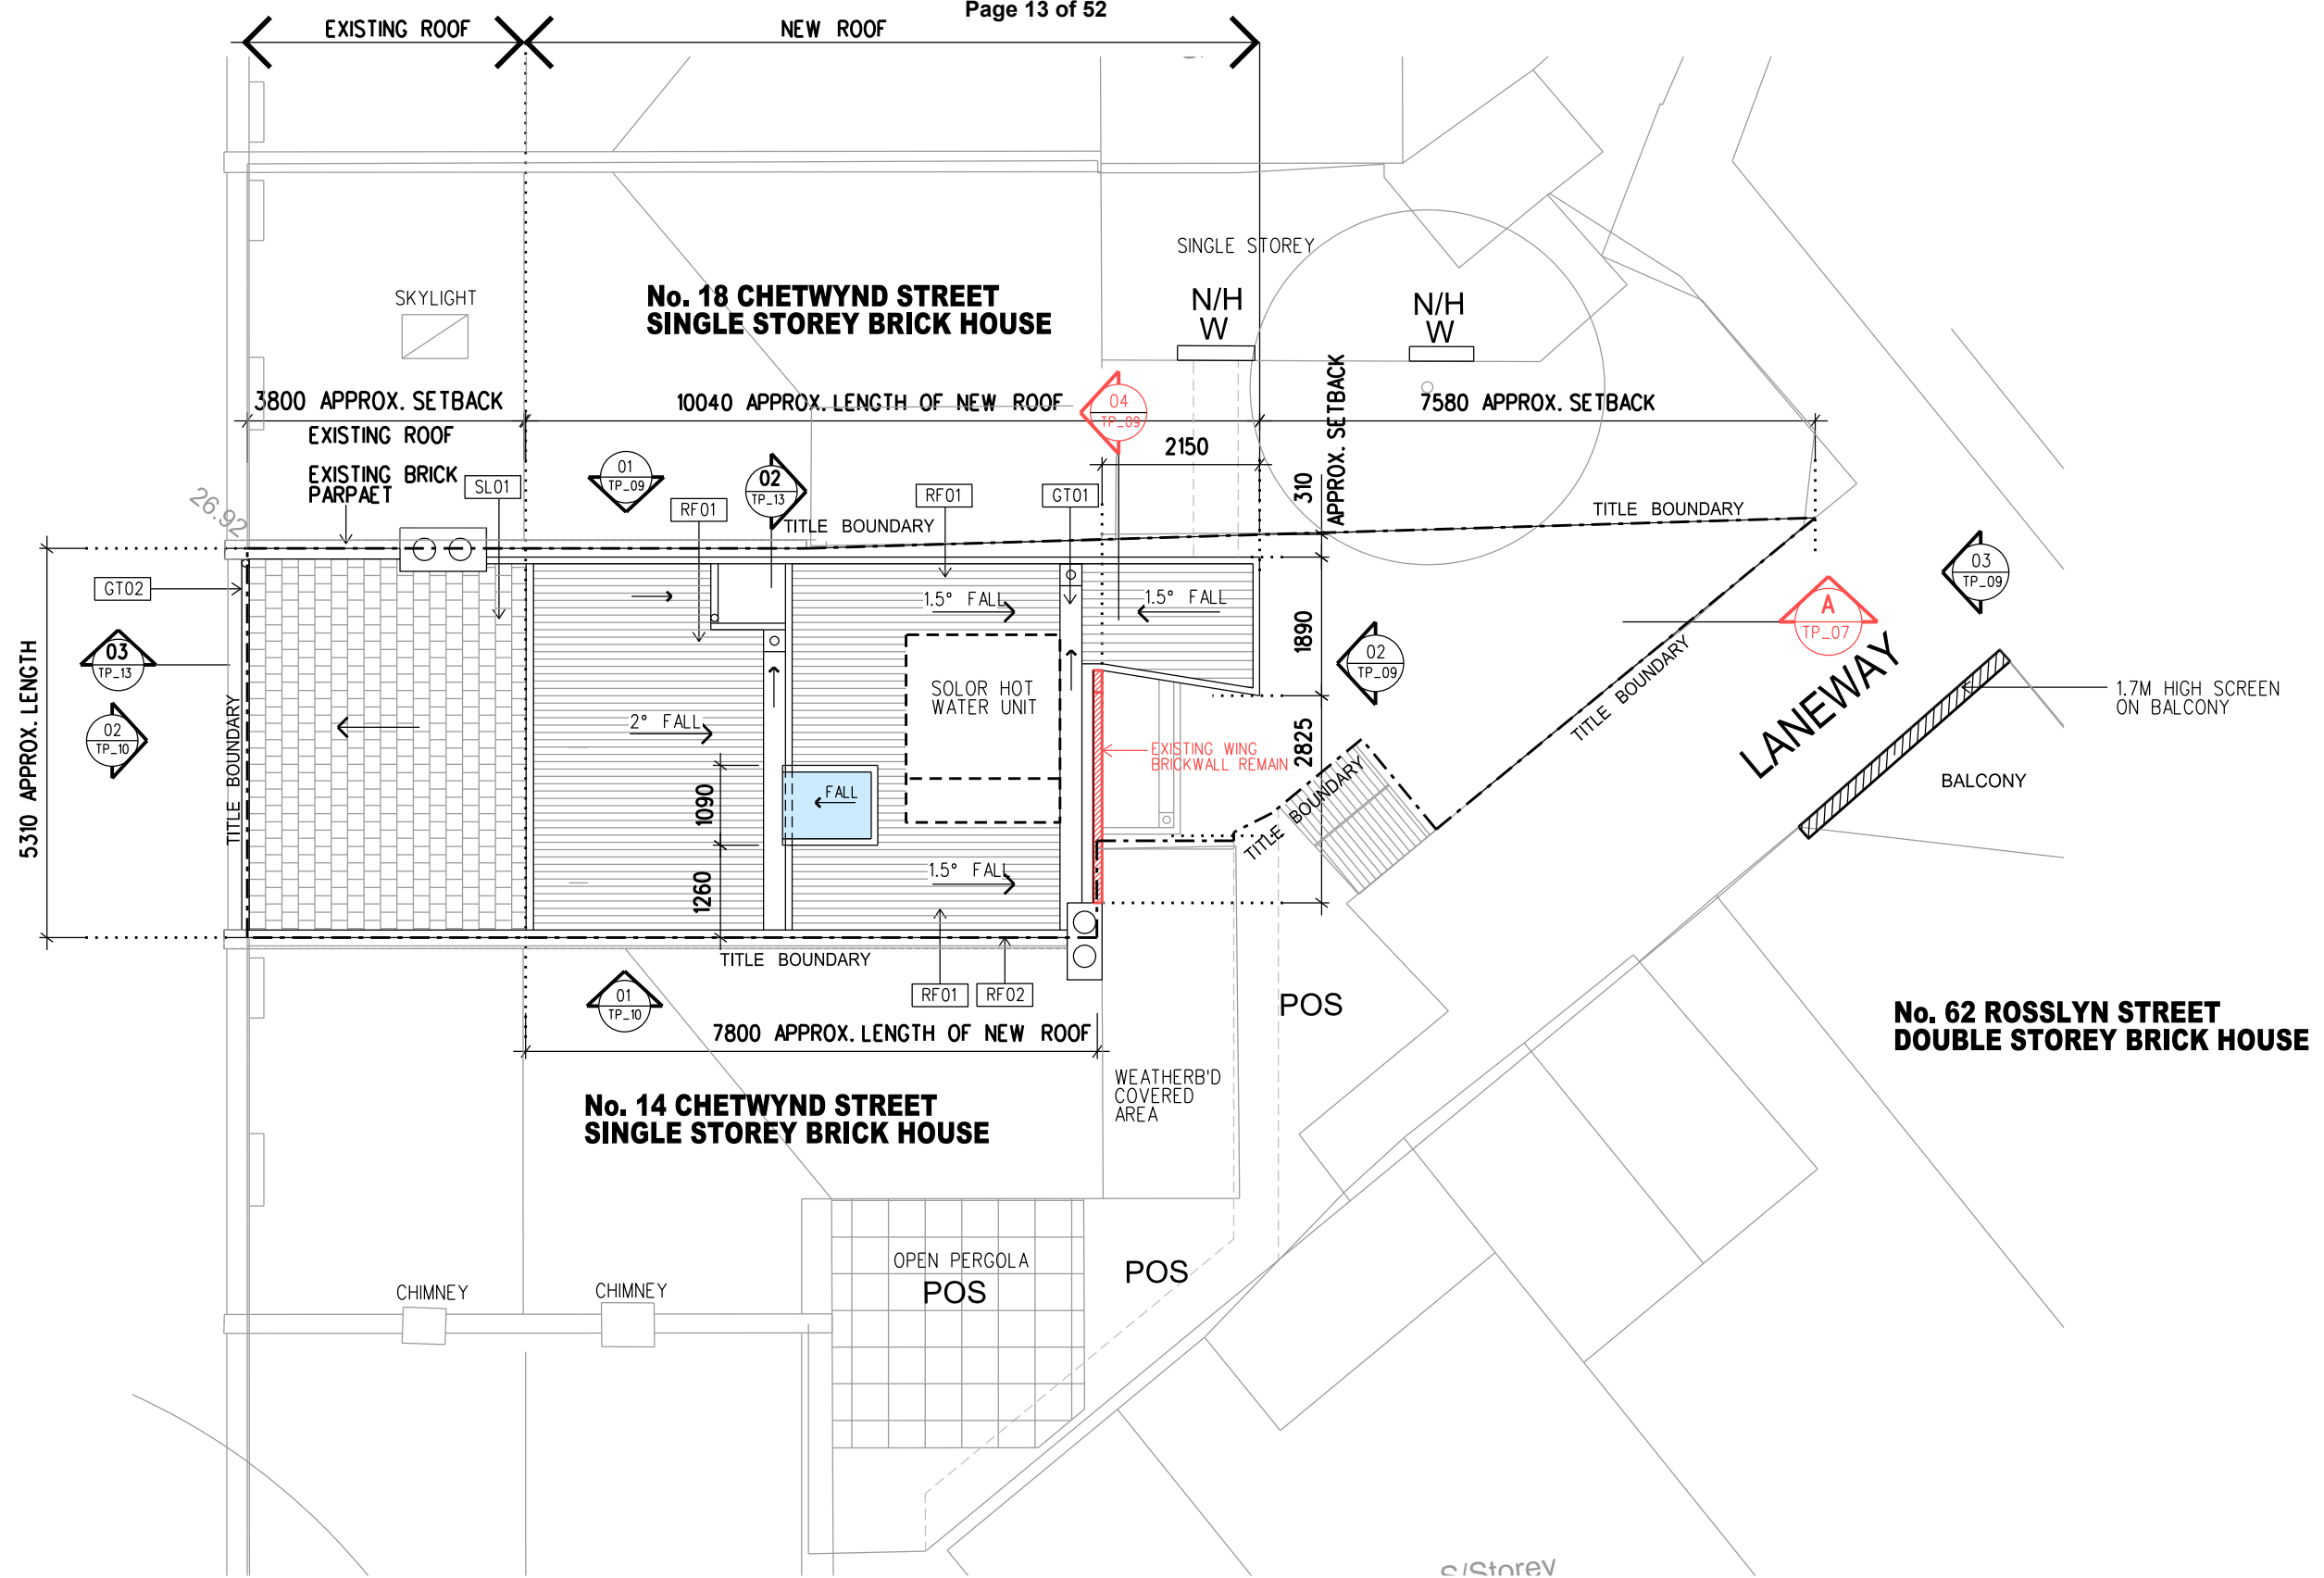 Page 13 of 52
EXISTING ROOF
NEW ROOF
SINGLE STOREY
SKYLIGHT
No. 18 CHETWYND STREET
SINGLE STOREY BRICK HOUSE
N/H
W
N/H
W
3800 APPROX. SETBACK
10040 APPROX. LENGTH OF NEW ROOF
04
TP_09
7580 APPROX. SETBACK
EXISTING ROOF
2150
310
APPROX. SETBACK
EXISTING BRICK
PARPAET
SL01
01
TP_09
02
TP_13
RF01
RF01
GT01
26.92
TITLE BOUNDARY
TITLE BOUNDARY
03
TP_09
GT02
1.5° FALL
1.5° FALL
1890
A
TP_07
5310 APPROX. LENGTH
03
TP_13
02
TP_10
TITLE BOUNDARY
SOLOR HOT
WATER UNIT
02
TP_09
TITLE BOUNDARY
LANEWAY
1.7M HIGH SCREEN
ON BALCONY
2° FALL
EXISTING WING
BRICKWALL REMAIN
2825
BALCONY
1090
FALL
TITLE BOUNDARY
1260
1.5° FALL
TITLE BOUNDARY
01
TP_10
RF01
RF02
POS
No. 62 ROSSLYN STREET
DOUBLE STOREY BRICK HOUSE
7800 APPROX. LENGTH OF NEW ROOF
WEATHERB'D
COVERED
AREA
No. 14 CHETWYND STREET
SINGLE STOREY BRICK HOUSE
OPEN PERGOLA
POS
POS
CHIMNEY
CHIMNEY
S/Storey